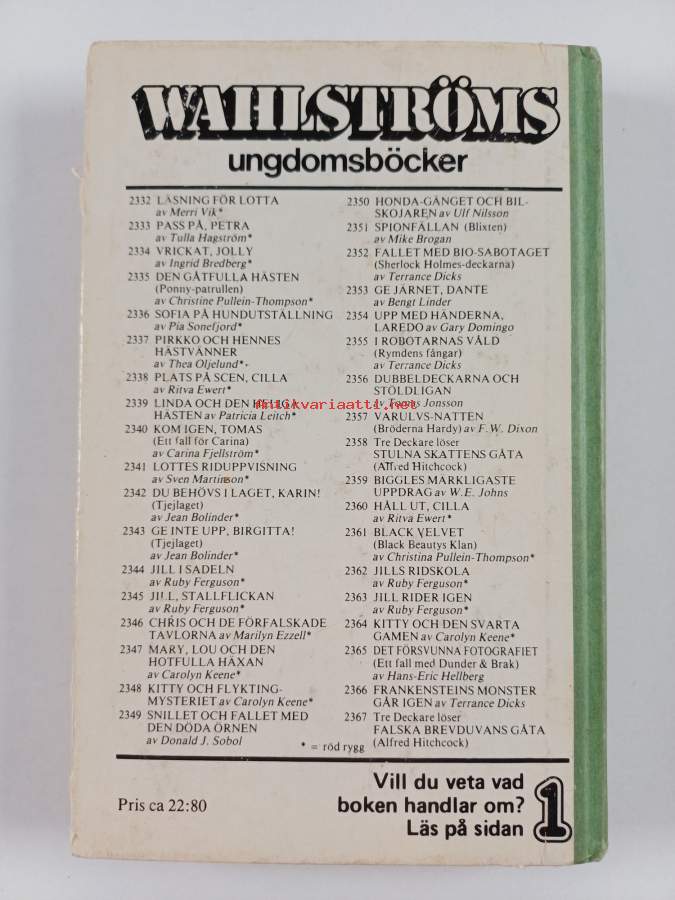 WAHLSTRÖMS
ungdomsböcker
2332 LÄSNING FÖR LOTTA
av Merri Vik*
2333 PASS PÅ, PETRA
av Tulla Hagström*
2334 VRICKAT, JOLLY
av Ingrid Bredberg*
2335 DEN GÅTFULLA HÄSTEN
(Ponny-patrullen)
av Christine Pullein-Thompson*
2336 SOFIA PÅ HUNDUTSTÄLLNING
av Pia Sonefjord*
2337 PIRKKO OCH HENNES
HÄSTVÄNNER
av Thea Oljelund*
2338 PLATS PÅ SCEN, CILLA
av Ritva Ewert*
2339 LINDA OCH DEN HELIGA
HÄSTEN av Patricia Leitch*
2340 KOM IGEN, TOMAS
(Ett fall för Carina)
av Carina Fjellström*
2341 LOTTES RIDUPPVISNING
av Sven Martinson*
2342 DU BEHÖVS I LAGET, KARIN!
(Tjejlaget)
av Jean Bolinder*
2343 GE INTE UPP, BIRGITTA!
(Tjejlaget)
av Jean Bolinder*
2344 JILL I SADELN
av Ruby Ferguson*
2345 JILL, STALLFLICKAN
av Ruby Ferguson*
2346 CHRIS OCH DE FÖRFALSKADE
TAVLORNA av Marilyn Ezzell*
2347 MARY, LOU OCH DEN
HOTFULLA HÄXAN
av Carolyn Keene*
2348 KITTY OCH FLYKTING-
MYSTERIET av Carolyn Keene*
2349 SNILLET OCH FALLET MED
DEN DÖDA ÖRNEN
av Donald J. Sobol
2350 HONDA-GÄNGET OCH BIL-
SKOJAREN av Ulf Nilsson
2351 SPIONFÄLLAN (Blixten)
av Mike Brogan
2352 FALLET MED BIO-SABOTAGET
(Sherlock Holmes-deckarna)
av Terrance Dicks
2353 GE JÄRNET, DANTE
av Bengt Linder
2354 UPP MED HÄNDERNA,
LAREDO av Gary Domingo
2355 I ROBOTARNAS VÅLD
(Rymdens fångar)
av Terrance Dicks
2356 DUBBELDECKARNA OCH
STÖLDLIGAN
av Tomas Jonsson
2357 VARULVS-NATTEN
(Bröderna Hardy) av F.W. Dixon
2358 Tre Deckare löser
STULNA SKATTENS GÅTA
(Alfred Hitchcock)
2359 BIGGLES MÄRKLIGASTE
UPPDRAG av W.E. Johns
2360 HÅLL UT, CILLA
av Ritva Ewert*
2361 BLACK VELVET
(Black Beautys Klan)
av Christina Pullein-Thompson*
2362 JILLS RIDSKOLA
av Ruby Ferguson*
2363 JILL RIDER IGEN
av Ruby Ferguson*
2364 KITTY OCH DEN SVARTA
GAMEN av Carolyn Keene*
2365 DET FÖRSVUNNA FOTOGRAFIET
(Ett fall med Dunder & Brak)
av Hans-Eric Hellberg
2366 FRANKENSTEINS MONSTER
GÅR IGEN av Terrance Dicks
2367 Tre Deckare löser
FALSKA BREVDUVANS GÅTA
(Alfred Hitchcock)
* = röd rygg
Pris ca 22:80
Vill du veta vad
boken handlar om?
Läs på sidan 1
antikvariaatti.net